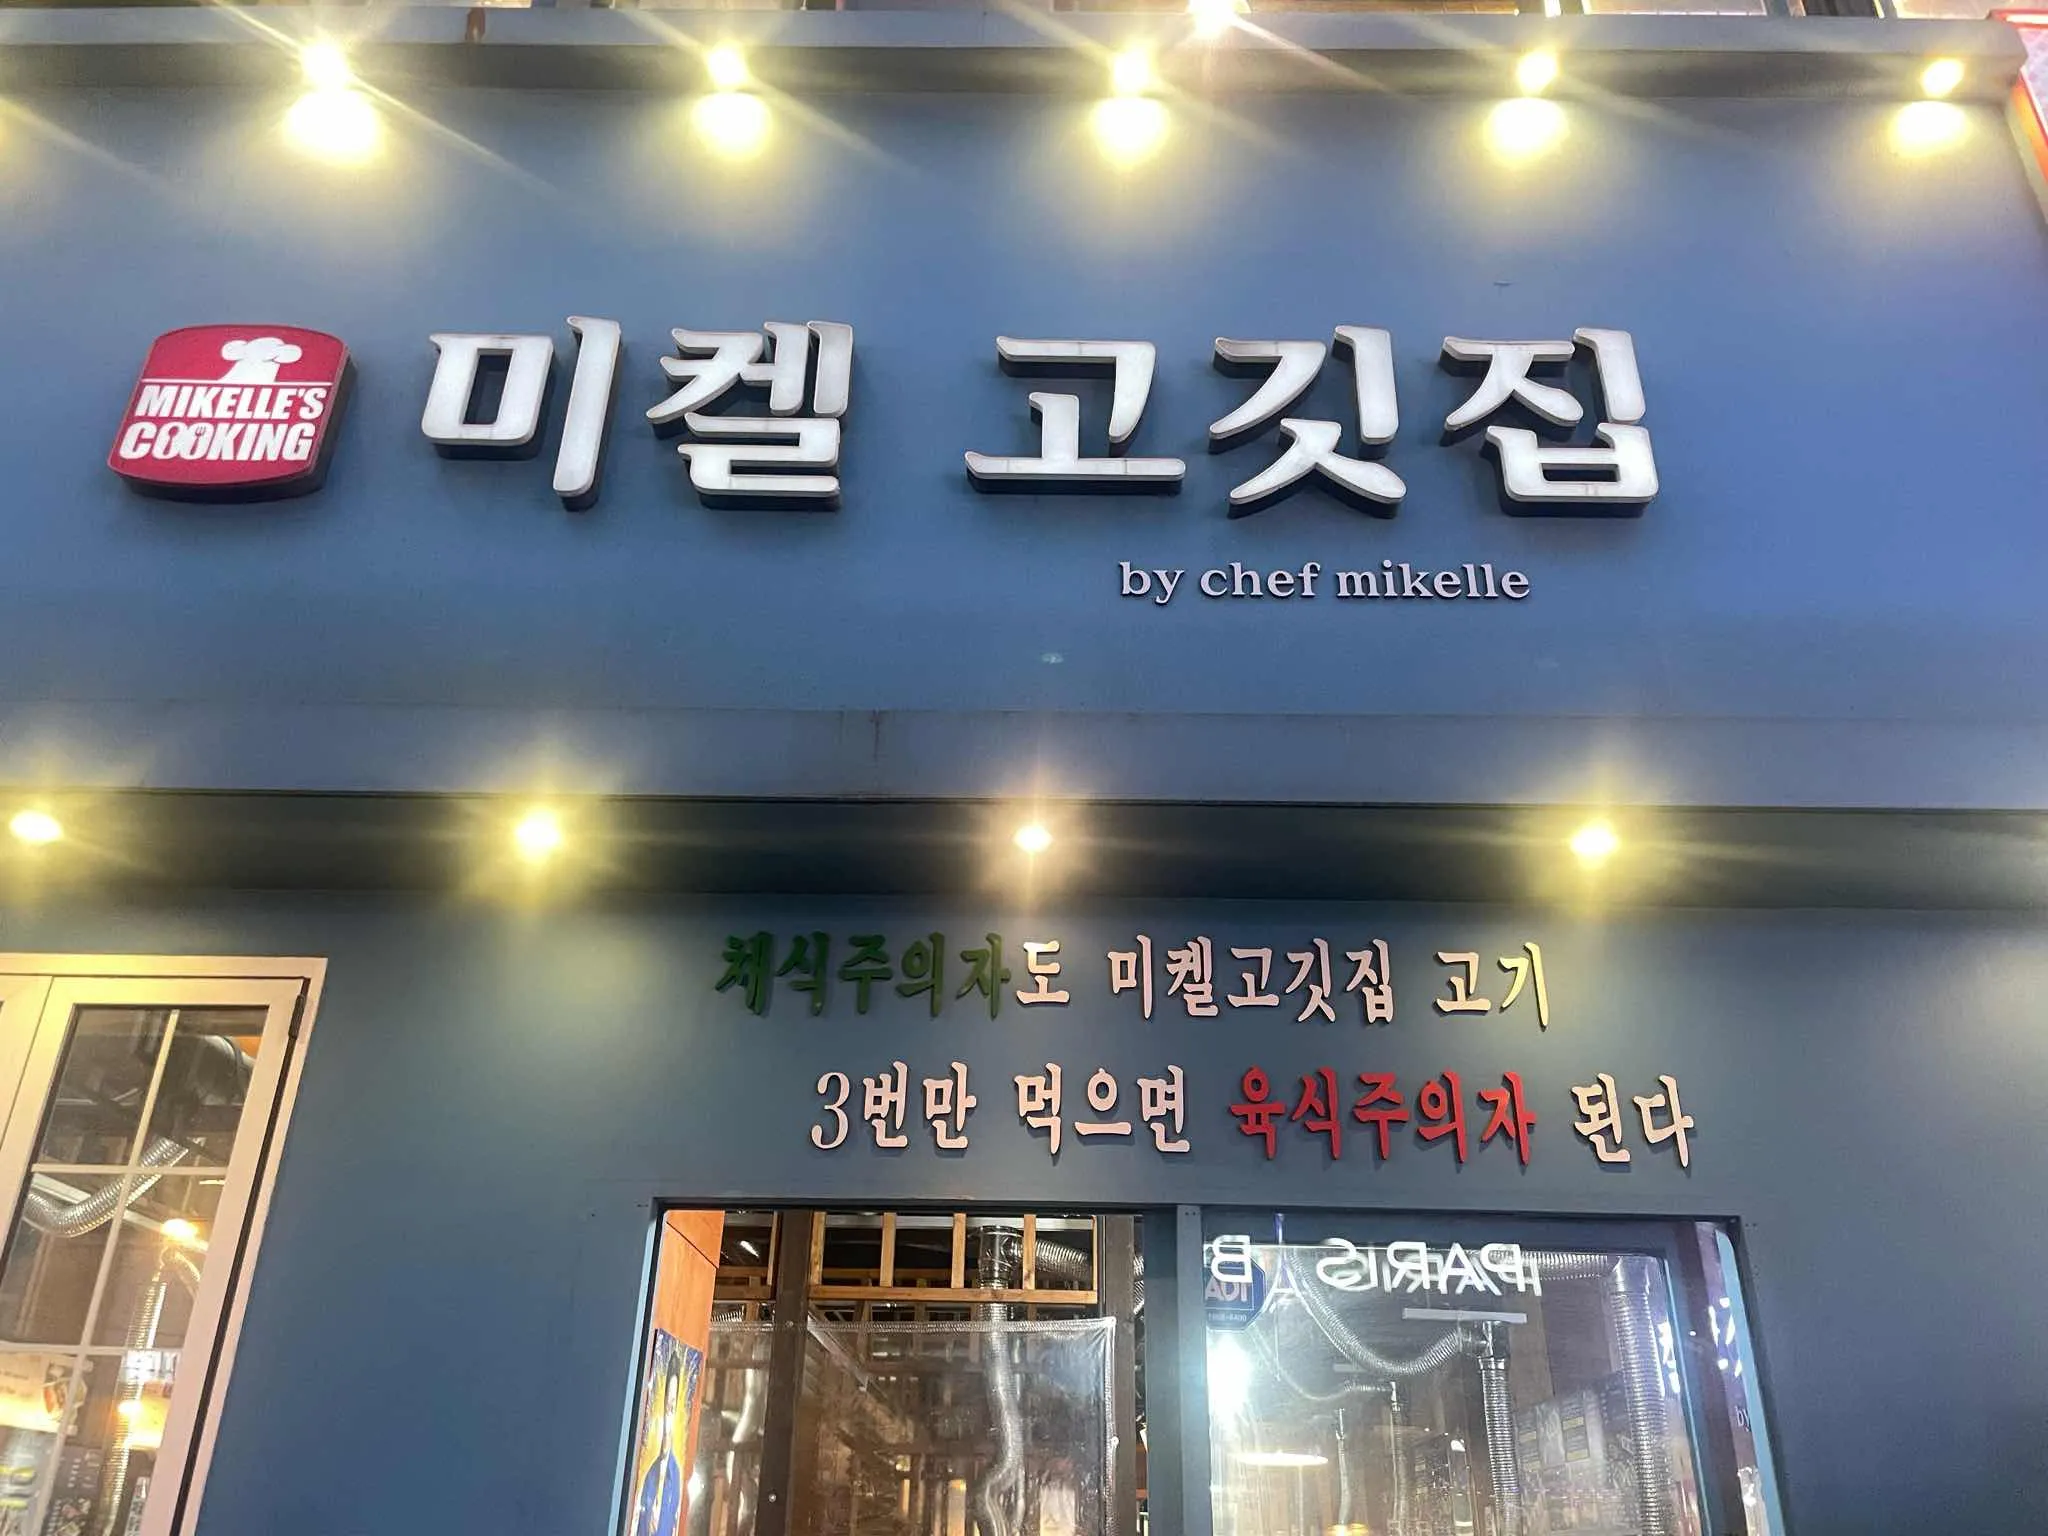 MIKELLE'S
COOKING
미켈 고깃집
by chef mikelle
채식주의자도 미켈고깃집 고기
3번만 먹으면 육식주의자 된다
PARIS B